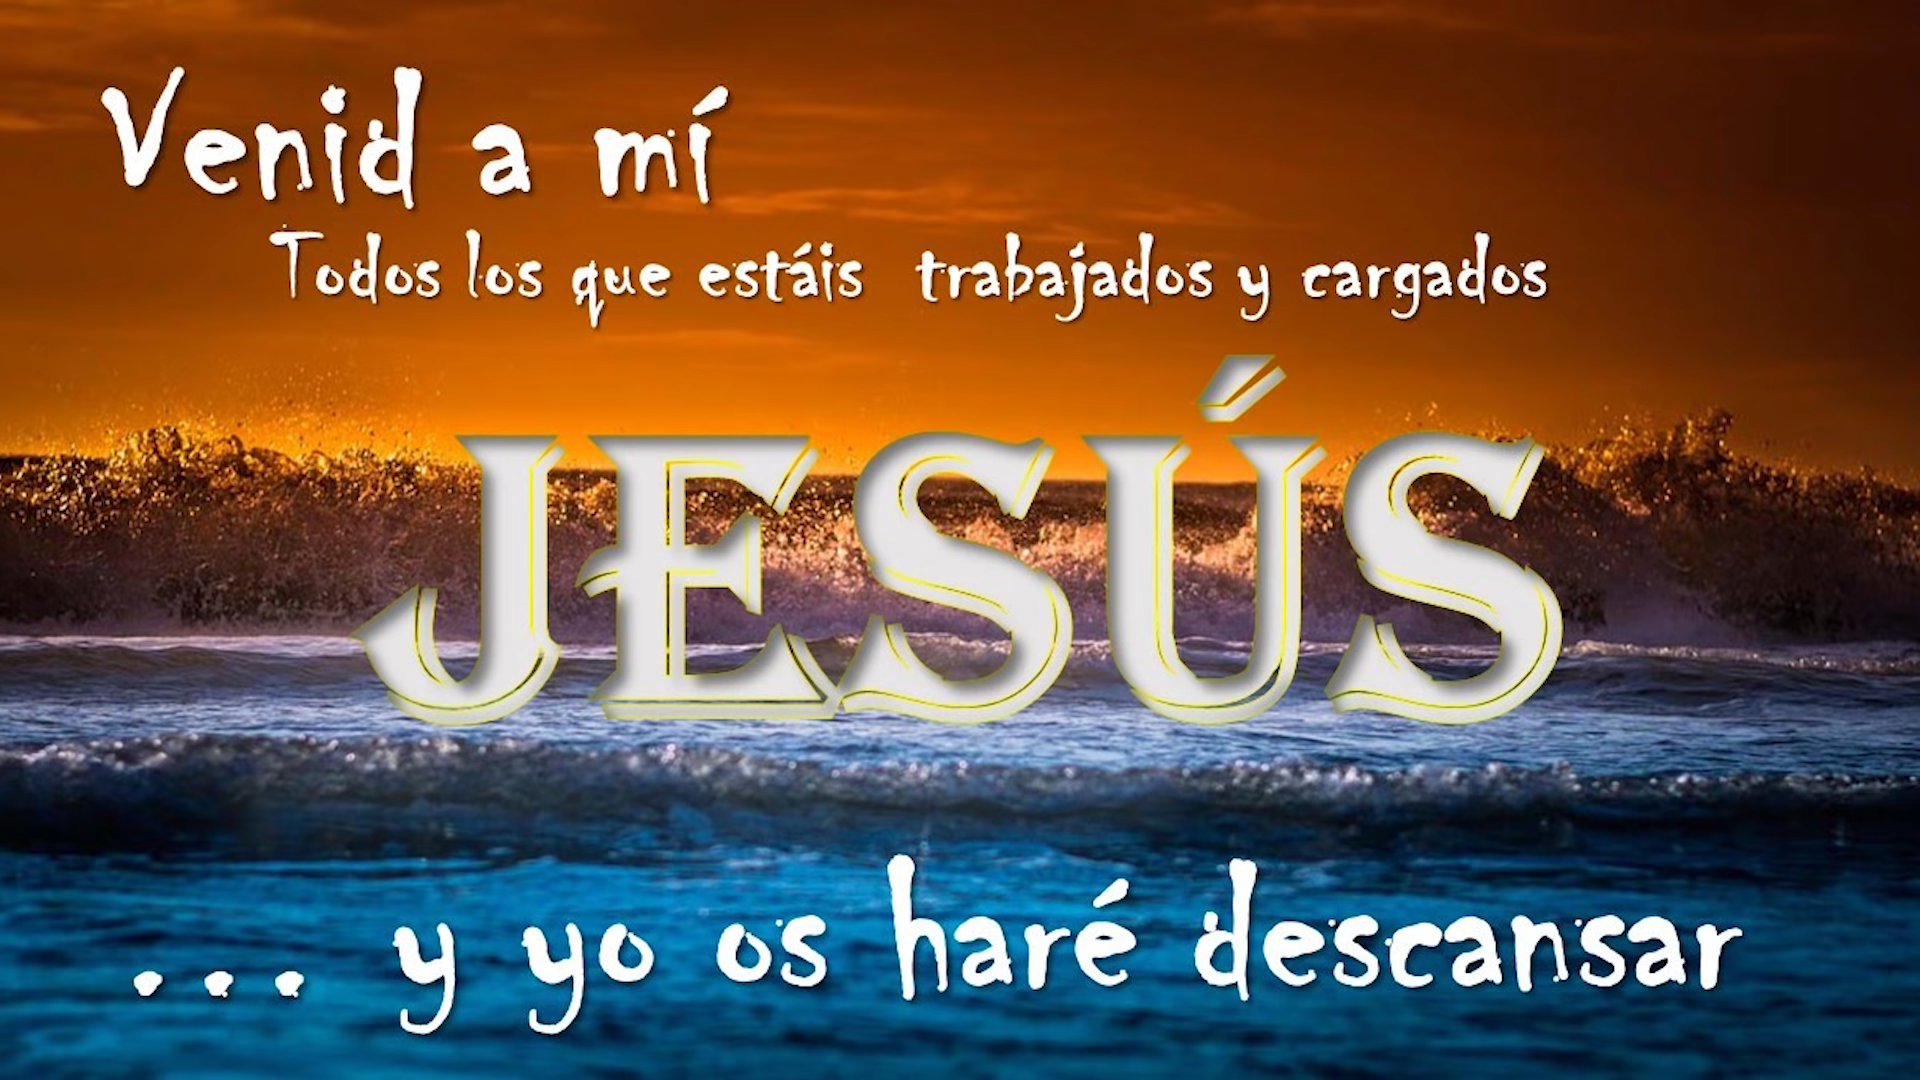 Venid a mí
Todos los que estáis trabajados y cargados
JESÚS
... y yo os haré descansar